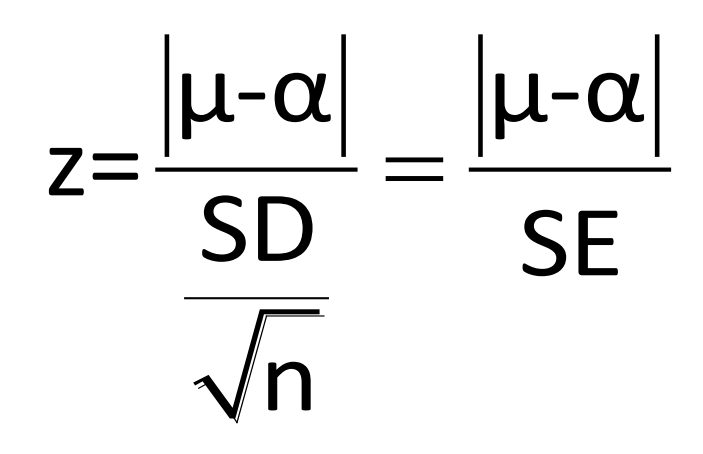 z= |μ-α| / (SD / √n) = |μ-α| / SE